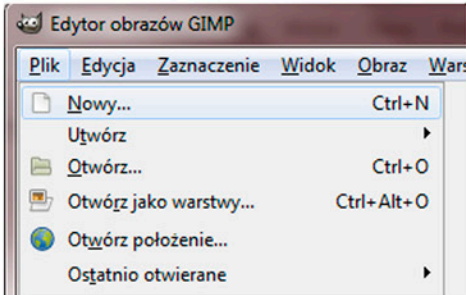 Edytor obrazów GIMP
Plik Edycja Zaznaczenie Widok Obraz Wars
Nowy... Ctrl+N
Utwórz
Otwórz... Ctrl+O
Otwórz jako warstwy... Ctrl+Alt+O
Otwórz położenie...
Ostatnio otwierane